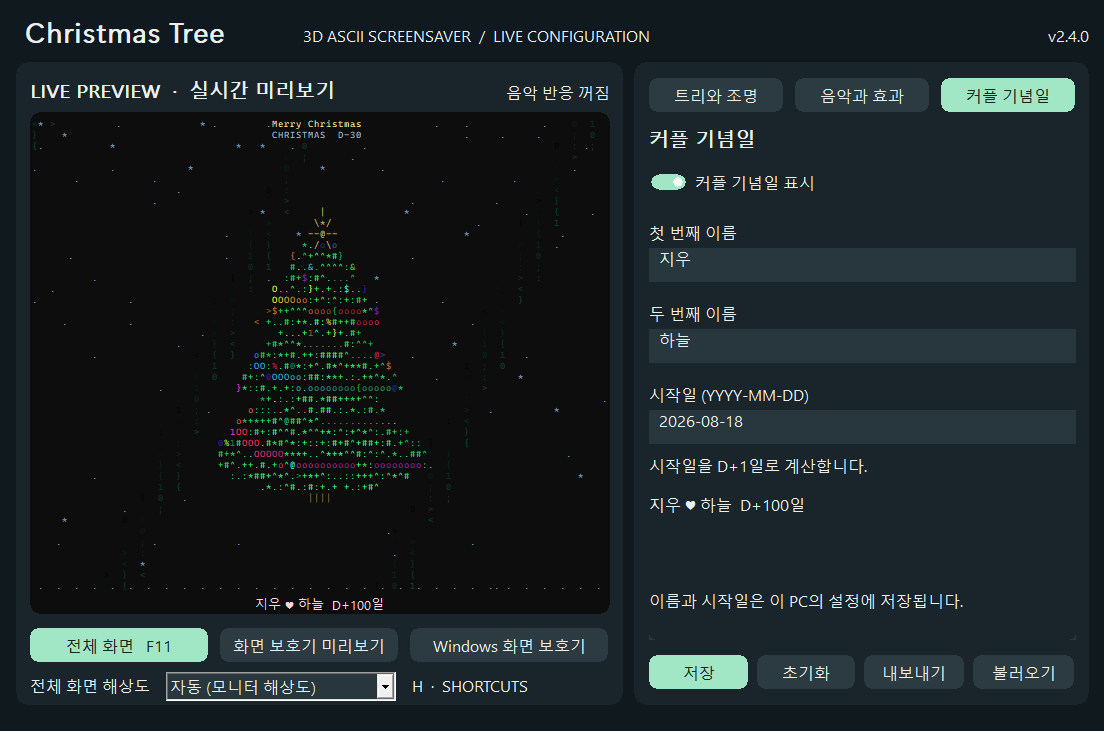 Christmas Tree
3D ASCII SCREENSAVER / LIVE CONFIGURATION
v2.4.0
LIVE PREVIEW · 실시간 미리보기
음악 반응 꺼짐
Merry Christmas
CHRISTMAS D-30
지우 ♥ 하늘 D+100일
전체 화면 F11
화면 보호기 미리보기
Windows 화면 보호기
전체 화면 해상도
자동 (모니터 해상도)
H · SHORTCUTS
트리와 조명
음악과 효과
커플 기념일
커플 기념일
커플 기념일 표시
첫 번째 이름
지우
두 번째 이름
하늘
시작일 (YYYY-MM-DD)
2026-08-18
시작일을 D+1일로 계산합니다.
지우 ♥ 하늘 D+100일
이름과 시작일은 이 PC의 설정에 저장됩니다.
저장
초기화
내보내기
불러오기